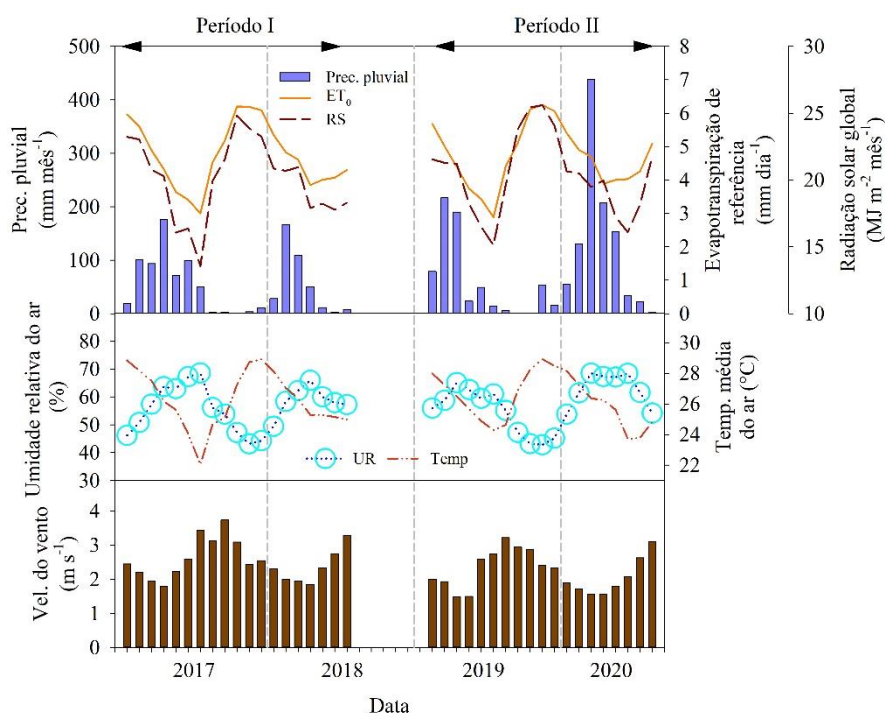 Período I
Período II
500
400
300
200
100
0
Prec. pluvial
(mm mês⁻¹)
Prec. pluvial
ET₀
RS
8
7
6
5
4
3
2
1
0
Evapotranspiração de
referência
(mm dia⁻¹)
30
25
20
15
10
Radiação solar global
(MJ m⁻² mês⁻¹)
80
70
60
50
40
30
Umidade relativa do ar
(%)
UR
Temp
30
29
28
26
24
22
Temp. média
do ar (°C)
4
3
2
1
0
Vel. do vento
(m s⁻¹)
2017
2018
2019
2020
Data